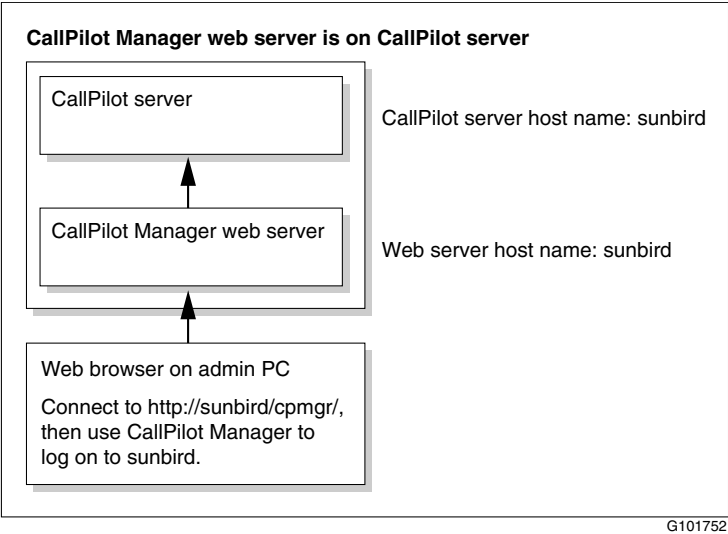 CallPilot Manager web server is on CallPilot server
CallPilot server
CallPilot server host name: sunbird
CallPilot Manager web server
Web server host name: sunbird
Web browser on admin PC
Connect to http://sunbird/cpmgr/,
then use CallPilot Manager to
log on to sunbird.
G101752